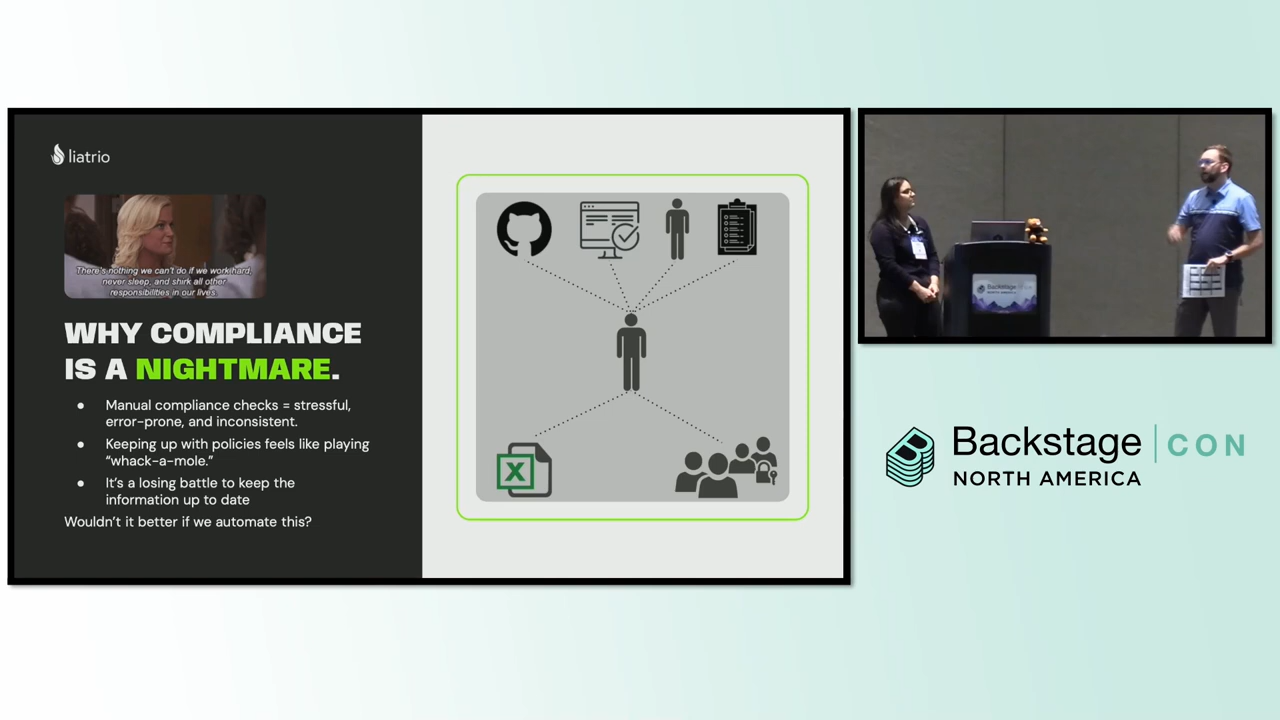 liatrio
There's nothing we can't do if we work hard,
never sleep, and shirk all other
responsibilities in our lives
WHY COMPLIANCE
IS A NIGHTMARE.
Manual compliance checks = stressful,
error-prone, and inconsistent.
Keeping up with policies feels like playing
“whack-a-mole.”
It’s a losing battle to keep the
information up to date
Wouldn’t it better if we automate this?
X
Backstage
NORTH AMERICA
Backstage CON
NORTH AMERICA